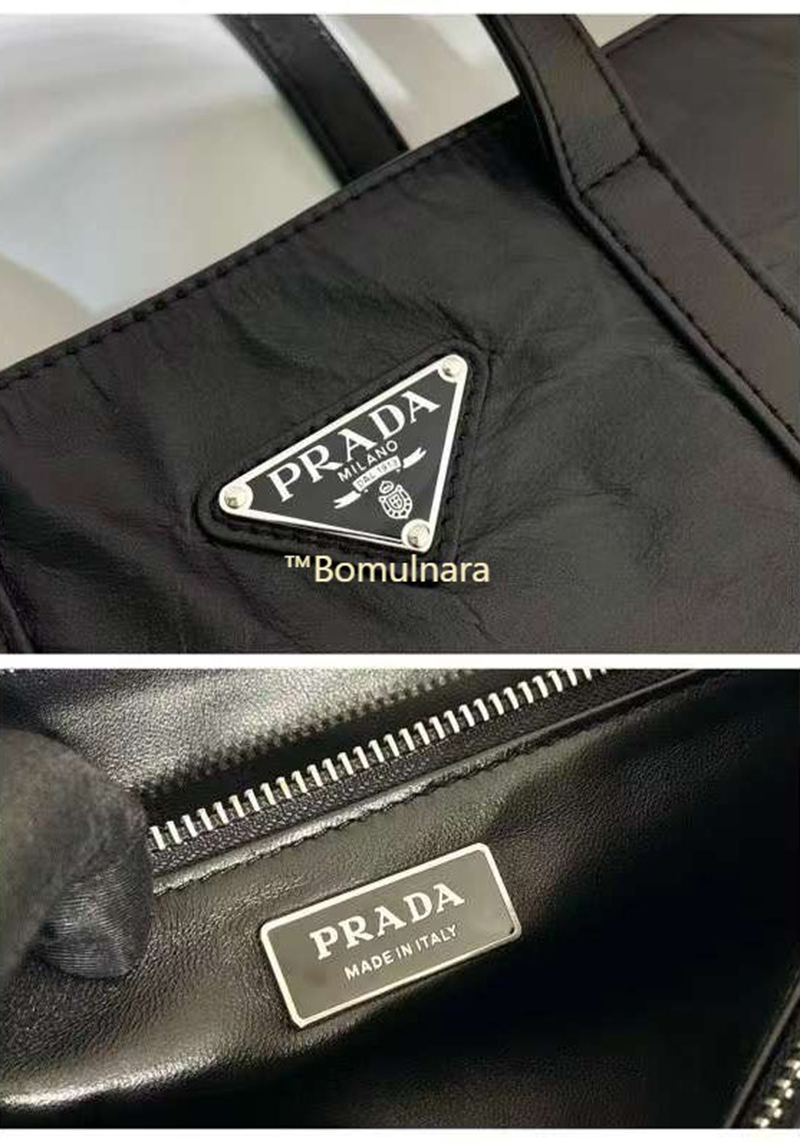 PRADA
MILANO
DAL 1913
™Bomulnara
PRADA
MADE IN ITALY